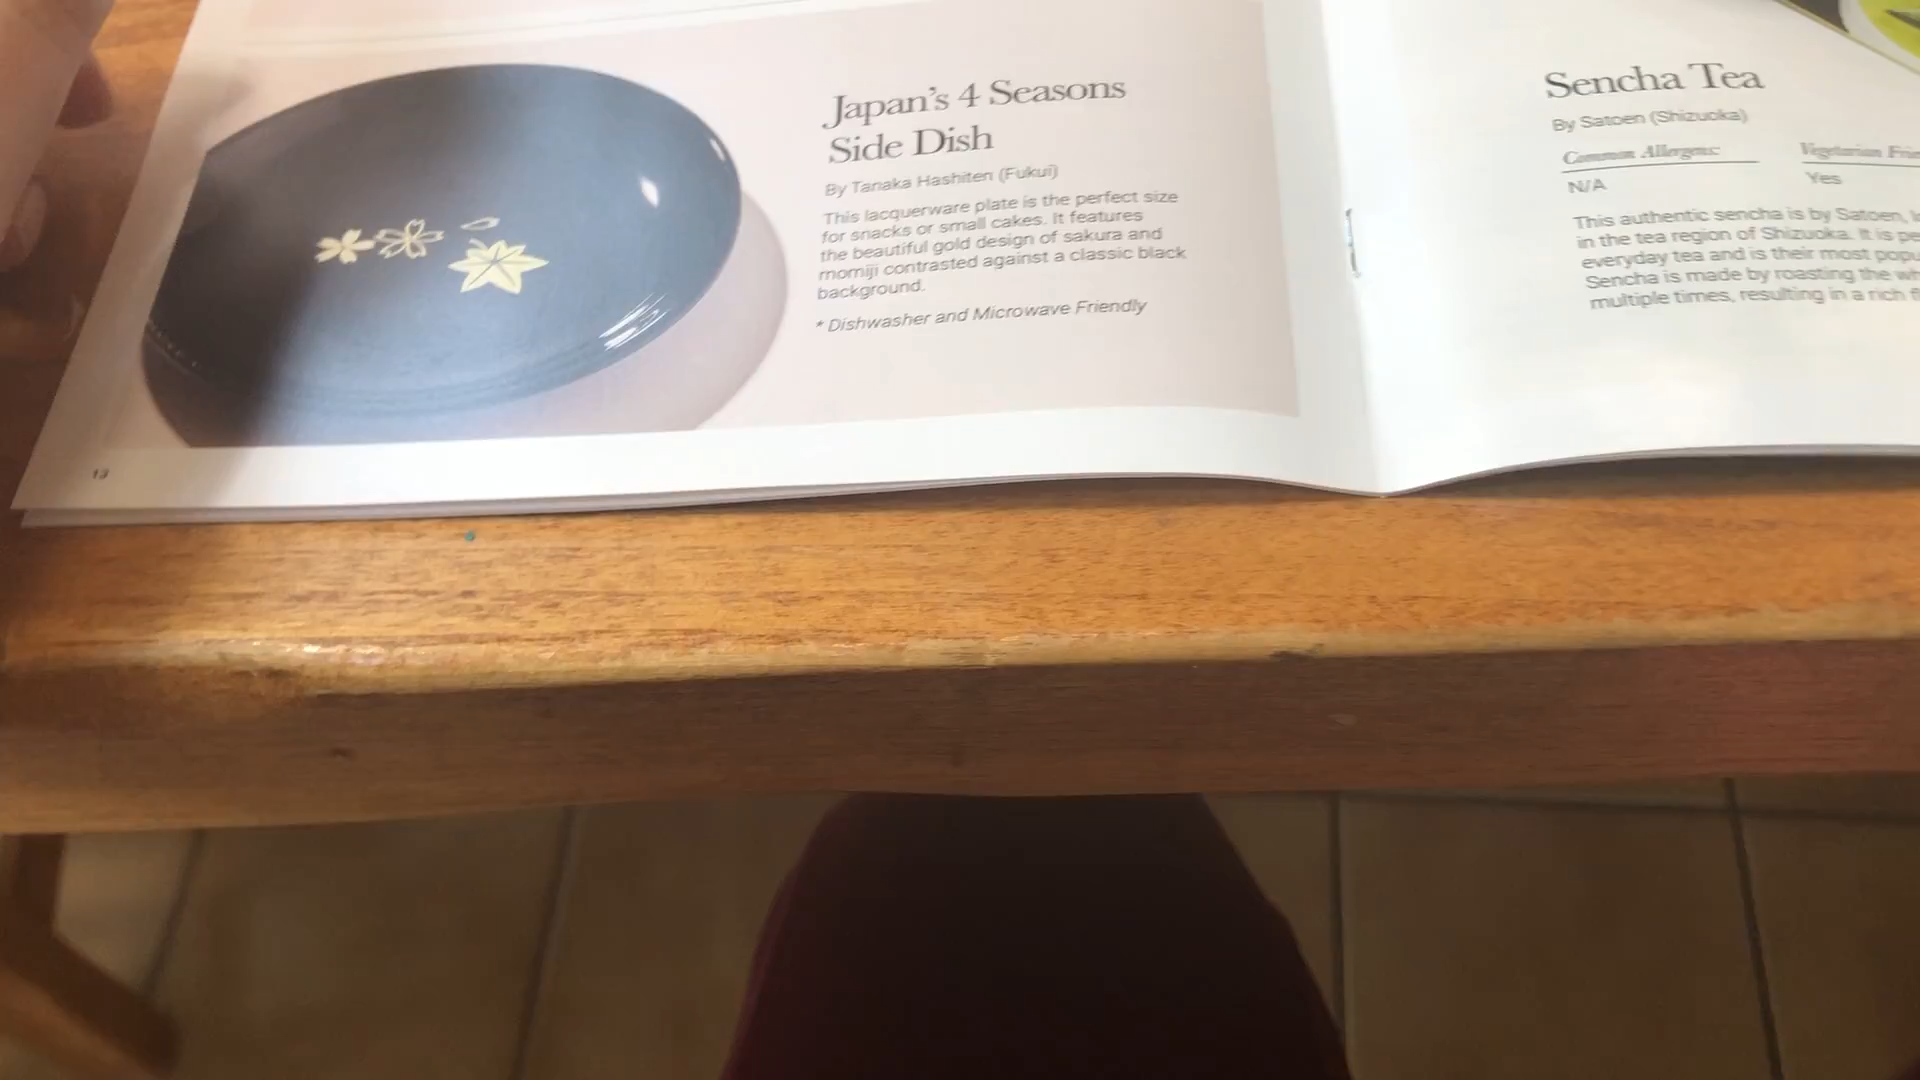 Japan's 4 Seasons
Side Dish
By Tanaka Hashiten (Fukui)
This lacquerware plate is the perfect size
for snacks or small cakes. It features
the beautiful gold design of sakura and
momiji contrasted against a classic black
background.
* Dishwasher and Microwave Friendly
13
Sencha Tea
By Satoen (Shizuoka)
Common Allergens:
N/A
Vegetarian
Yes
This authentic sencha is by Satoen,
in the tea region of Shizuoka. It is
everyday tea and is their most
Sencha is made by roasting the
multiple times, resulting in a rich